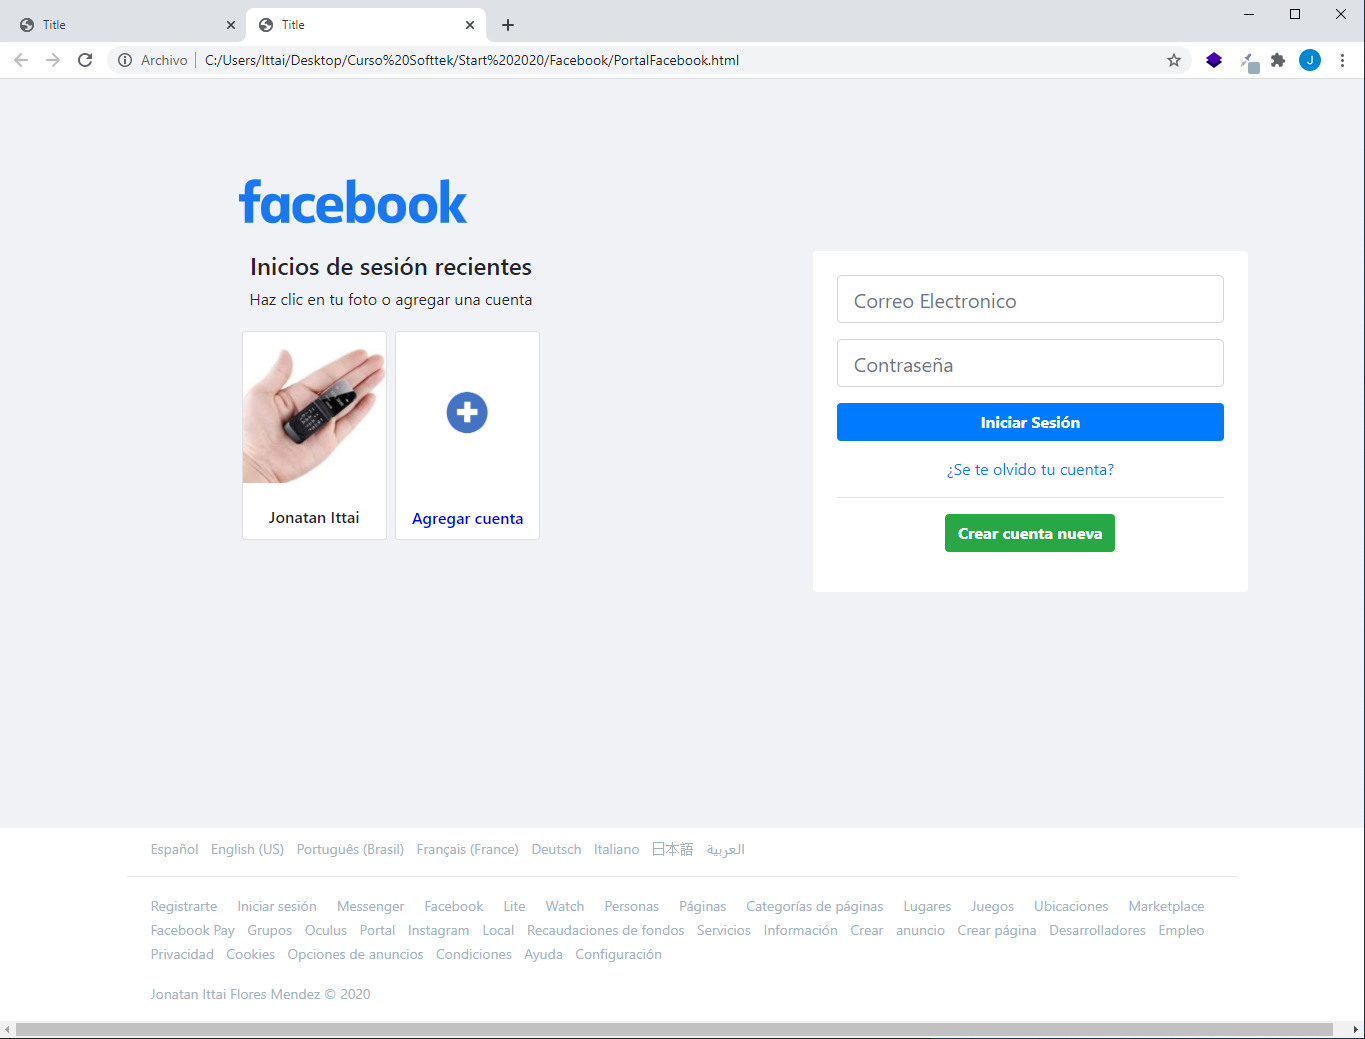 Title
Title
Archivo
C:/Users/Ittai/Desktop/Curso%20Softtek/Start%202020/Facebook/PortalFacebook.html
J
facebook
Inicios de sesión recientes
Haz clic en tu foto o agregar una cuenta
Jonatan Ittai
Agregar cuenta
Correo Electronico
Contraseña
Iniciar Sesión
¿Se te olvido tu cuenta?
Crear cuenta nueva
Español English (US) Português (Brasil) Français (France) Deutsch Italiano 日本語 العربية
Registrarte Iniciar sesión Messenger Facebook Lite Watch Personas Páginas Categorías de páginas Lugares Juegos Ubicaciones Marketplace
Facebook Pay Grupos Oculus Portal Instagram Local Recaudaciones de fondos Servicios Información Crear anuncio Crear página Desarrolladores Empleo
Privacidad Cookies Opciones de anuncios Condiciones Ayuda Configuración
Jonatan Ittai Flores Mendez © 2020